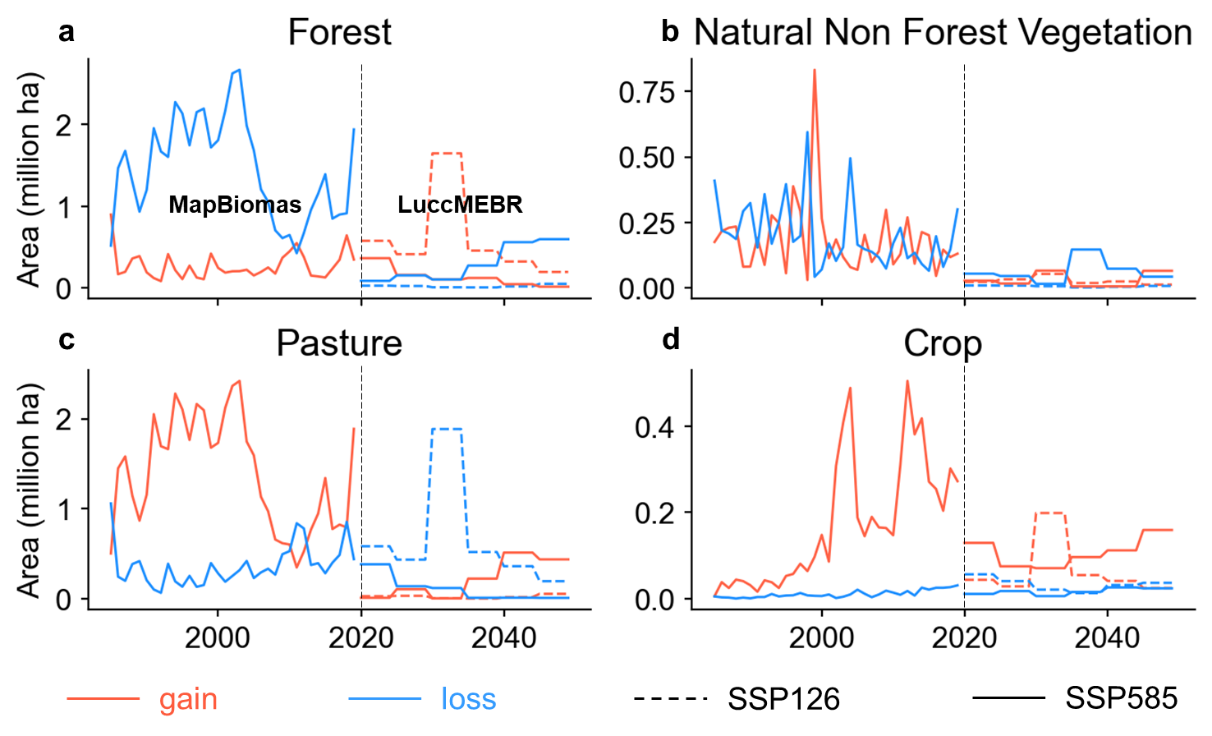 a Forest
Area (million ha)
2
1
0
MapBiomas
LuccMEBR
b Natural Non Forest Vegetation
0.75
0.50
0.25
0.00
c Pasture
Area (million ha)
2
1
0
2000 2020 2040
d Crop
0.4
0.2
0.0
2000 2020 2040
gain loss SSP126 SSP585